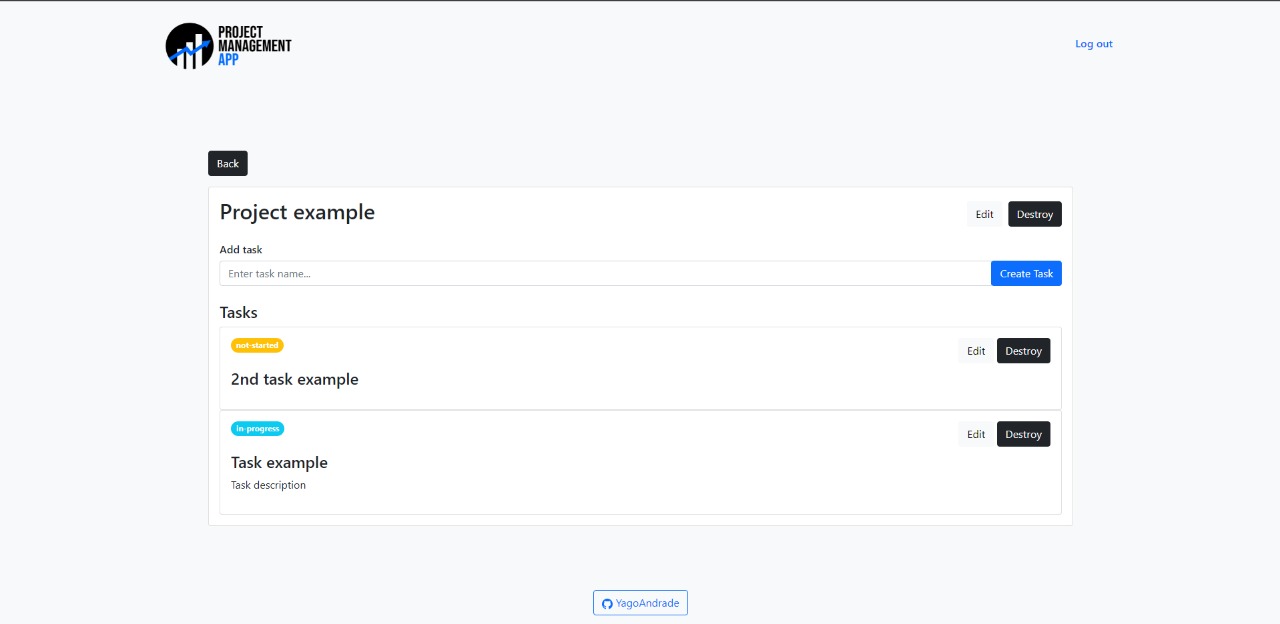 PROJECT
MANAGEMENT
APP
Log out
Back
Project example
Edit
Destroy
Add task
Enter task name...
Create Task
Tasks
not-started
Edit
Destroy
2nd task example
in-progress
Edit
Destroy
Task example
Task description
YagoAndrade